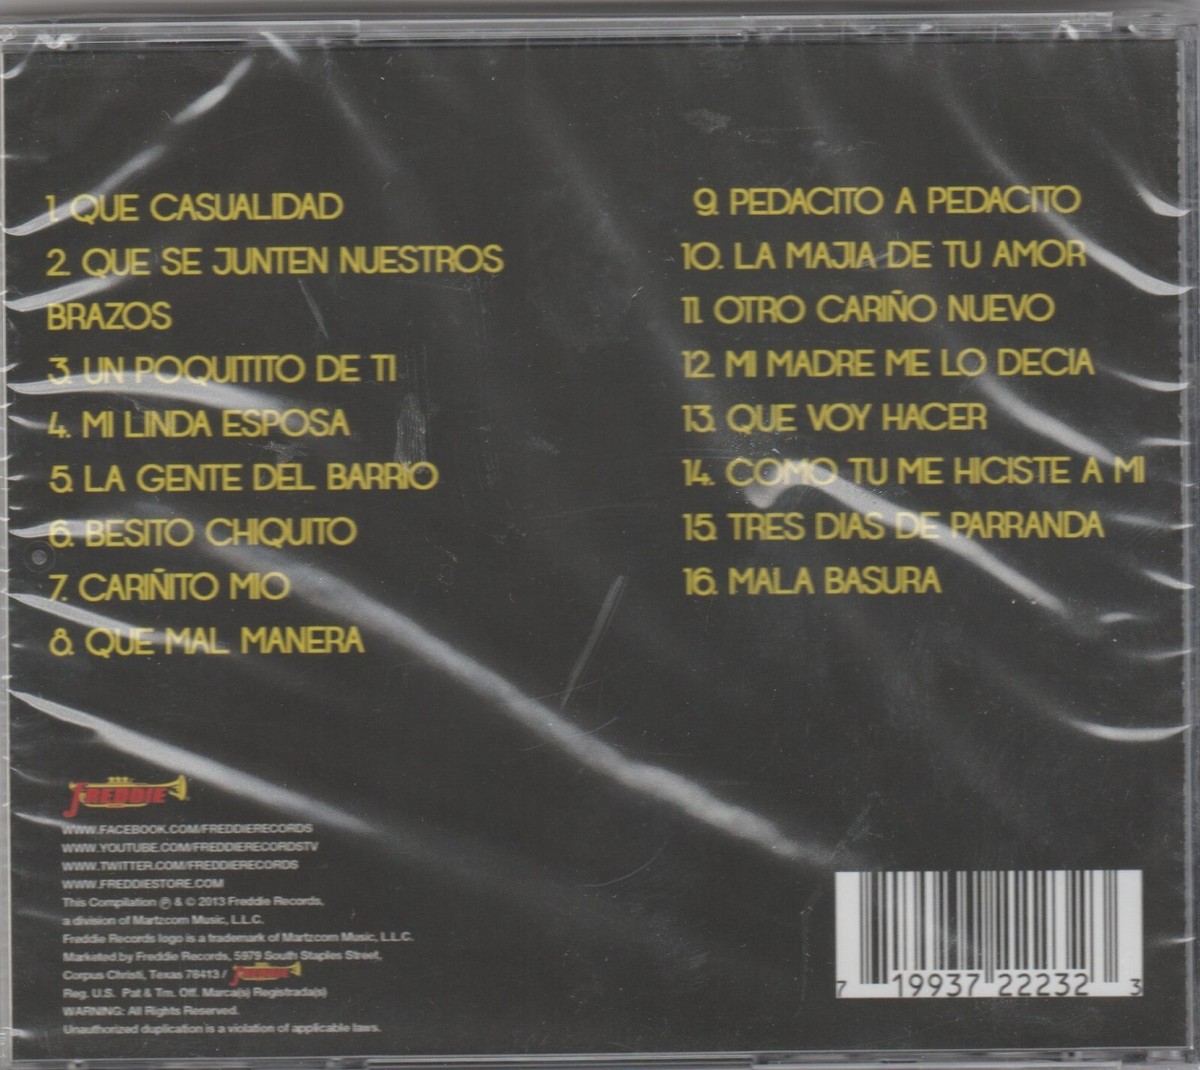 1. QUE CASUALIDAD
2. QUE SE JUNTEN NUESTROS
BRAZOS
3. UN POQUITITO DE TI
4. MI LINDA ESPOSA
5. LA GENTE DEL BARRIO
6. BESITO CHIQUITO
7. CARIÑITO MIO
8. QUE MAL MANERA
9. PEDACITO A PEDACITO
10. LA MAJIA DE TU AMOR
11. OTRO CARIÑO NUEVO
12. MI MADRE ME LO DECIA
13. QUE VOY HACER
14. COMO TU ME HICISTE A MI
15. TRES DIAS DE PARRANDA
16. MALA BASURA
FREDDIE
WWW.FACEBOOK.COM/FREDDIERECORDS
WWW.YOUTUBE.COM/FREDDIERECORDSTV
WWW.TWITTER.COM/FREDDIERECORDS
WWW.FREDDIESTORE.COM
This Compilation ℗ & © 2013 Freddie Records,
a division of Martzcom Music, L.L.C.
Freddie Records logo is a trademark of Martzcom Music, L.L.C.
Marketed by Freddie Records, 5979 South Staples Street,
Corpus Christi, Texas 78413 / FREDDIE
Reg. U.S. Pat & Tm. Off. Marca(s) Registrada(s)
WARNING: All Rights Reserved.
Unauthorized duplication is a violation of applicable laws.
7 19937 22232 3